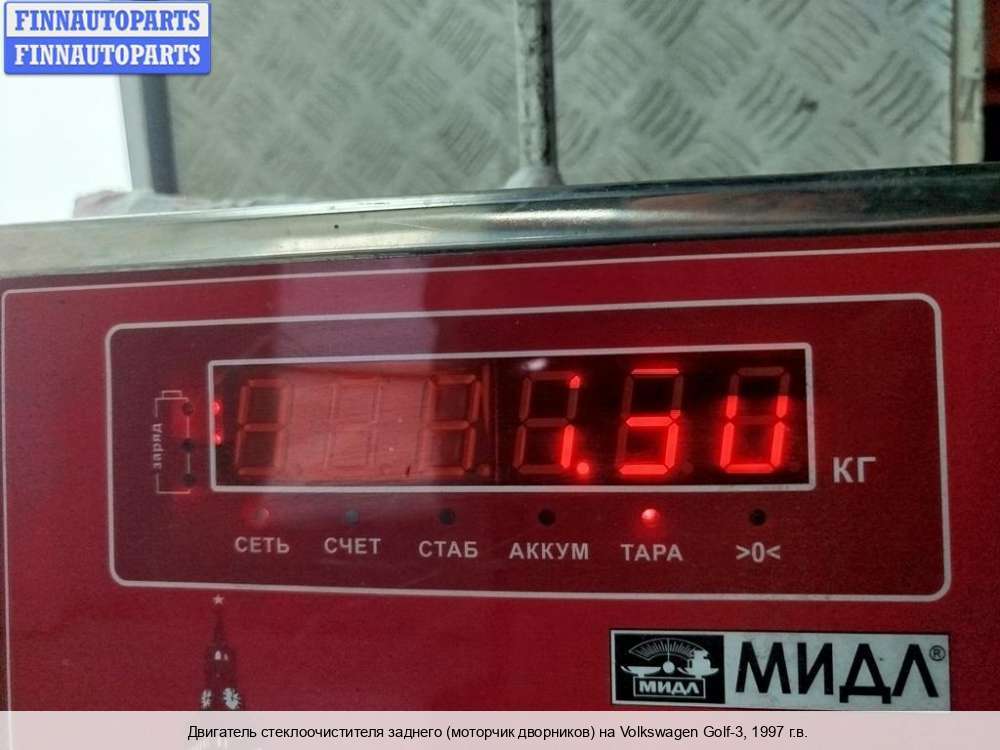 FINNAUTOPARTS
FINNAUTOPARTS
заряд
1.50
КГ
СЕТЬ СЧЕТ СТАБ АККУМ ТАРА >0<
МИДЛ
МИДЛ®
Двигатель стеклоочистителя заднего (моторчик дворников) на Volkswagen Golf-3, 1997 г.в.